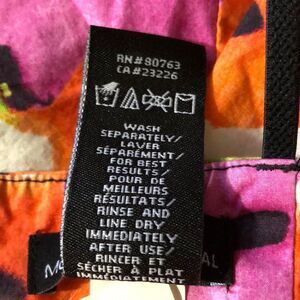 RN#80763
CA#23226
WASH
SEPARATELY/
LAVER
SÉPARÉMENT/
FOR BEST
RESULTS/
POUR DE
MEILLEURS
RÉSULTATS/
RINSE AND
LINE DRY
IMMEDIATELY
AFTER USE/
RINCER ET
SÉCHER À PLAT
IMMÉDIATEMENT